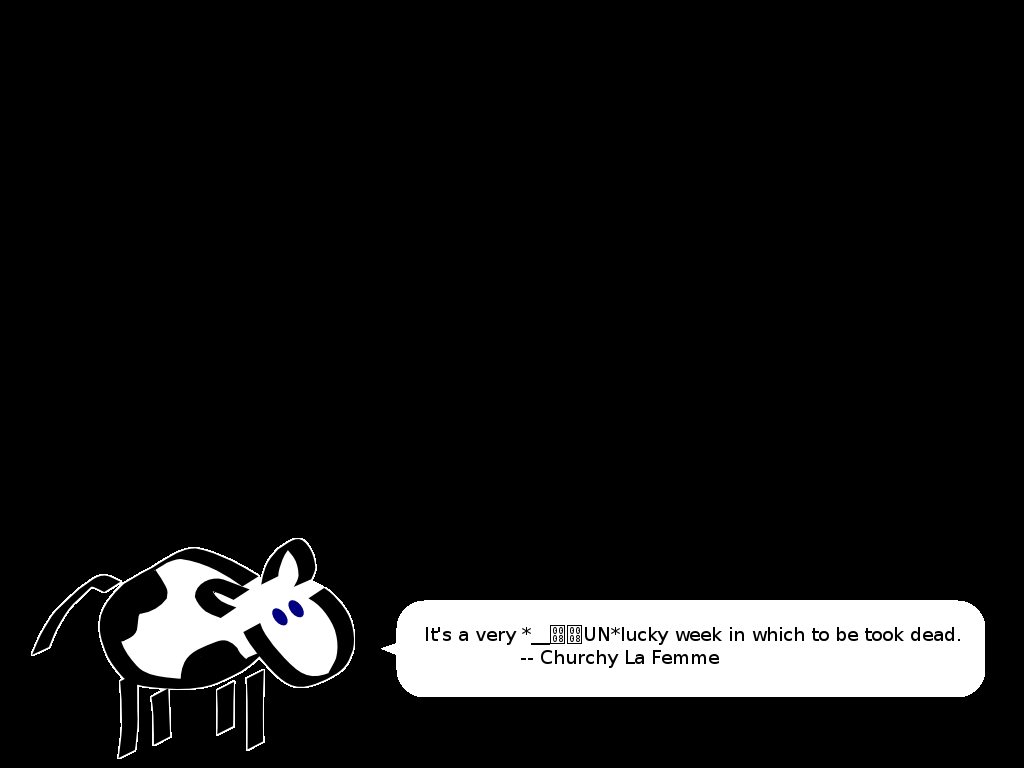 It's a very *__UN*lucky week in which to be took dead.
-- Churchy La Femme